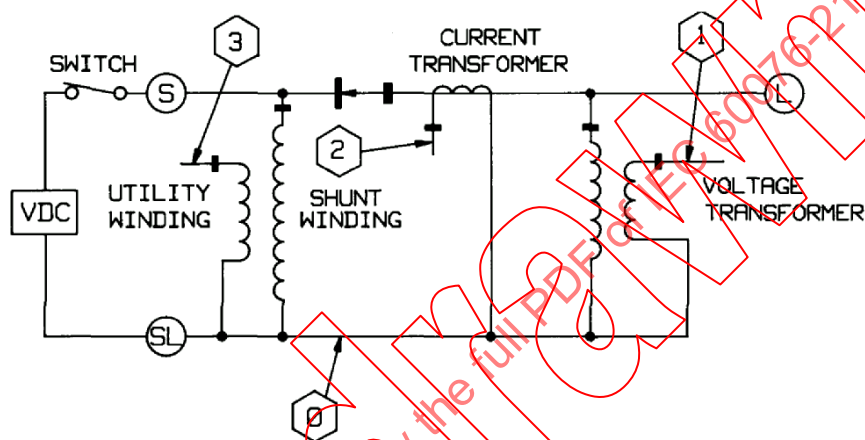 3
CURRENT
TRANSFORMER
1
SWITCH
S
L
2
UTILITY
WINDING
SHUNT
WINDING
VOLTAGE
TRANSFORMER
VDC
SL
0
the full PDF of IEC 60076-21